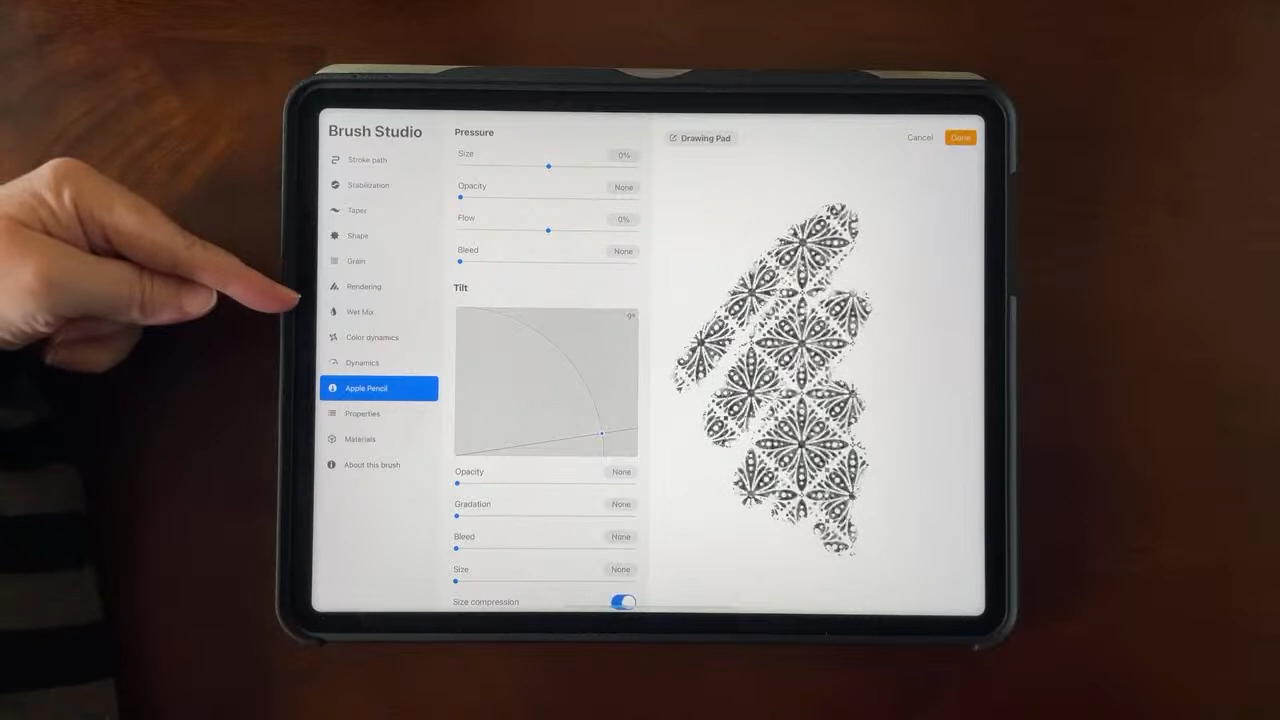 Brush Studio
Stroke path
Stabilization
Taper
Shape
Grain
Rendering
Wet Mix
Color dynamics
Dynamics
Apple Pencil
Properties
Materials
About this brush
Pressure
Size 0%
Opacity None
Flow 0%
Bleed None
Tilt
9°
Opacity None
Gradation None
Bleed None
Size None
Size compression
Drawing Pad
Cancel
Done